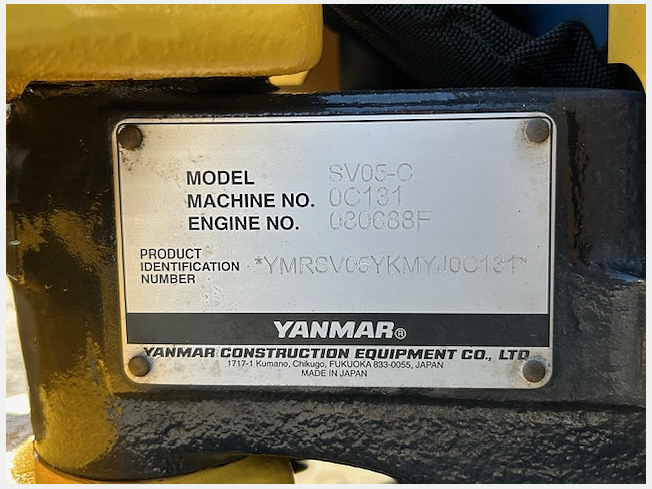 MODEL SV05-C
MACHINE NO. 0C131
ENGINE NO. 080688F
PRODUCT
IDENTIFICATION *YMRSV05YKMYJ0C131*
NUMBER
YANMAR®
YANMAR CONSTRUCTION EQUIPMENT CO., LTD
1717-1 Kumano, Chikugo, FUKUOKA 833-0055, JAPAN
MADE IN JAPAN